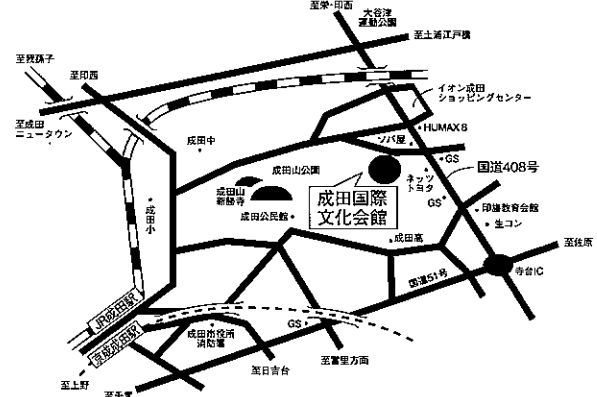 至栄・印西
大谷津
運動公園
至土浦江戸橋
至我孫子
至印西
イオン成田
ショッピングセンター
至成田
ニュータウン
HUMAX8
ソバ屋
成田中
GS
国道408号
成田山公園
ネッツ
トヨタ
成田山
新勝寺
成田国際
文化会館
GS
成田小
成田公民館
印旛教育会館
生コン
成田高
至佐原
寺台IC
国道51号
JR成田駅
京成成田駅
成田市役所
消防署
GS
至富里方面
至日吉台
至上野
至千葉